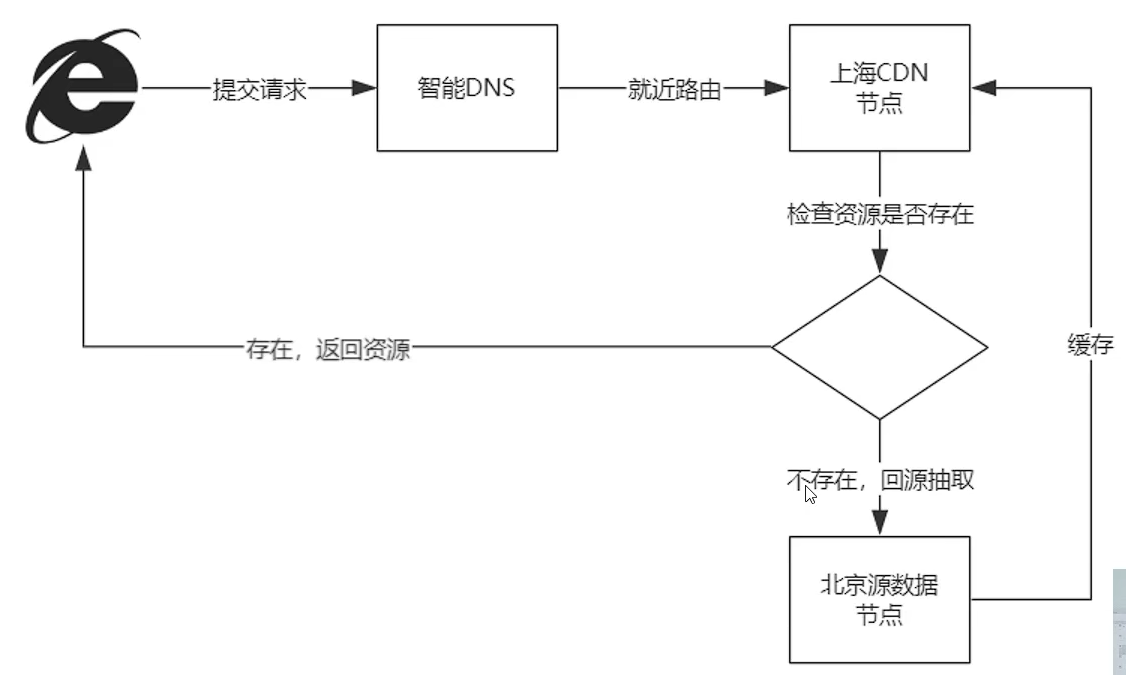 提交请求
智能DNS
就近路由
上海CDN
节点
检查资源是否存在
存在，返回资源
缓存
不存在，回源抽取
北京源数据
节点